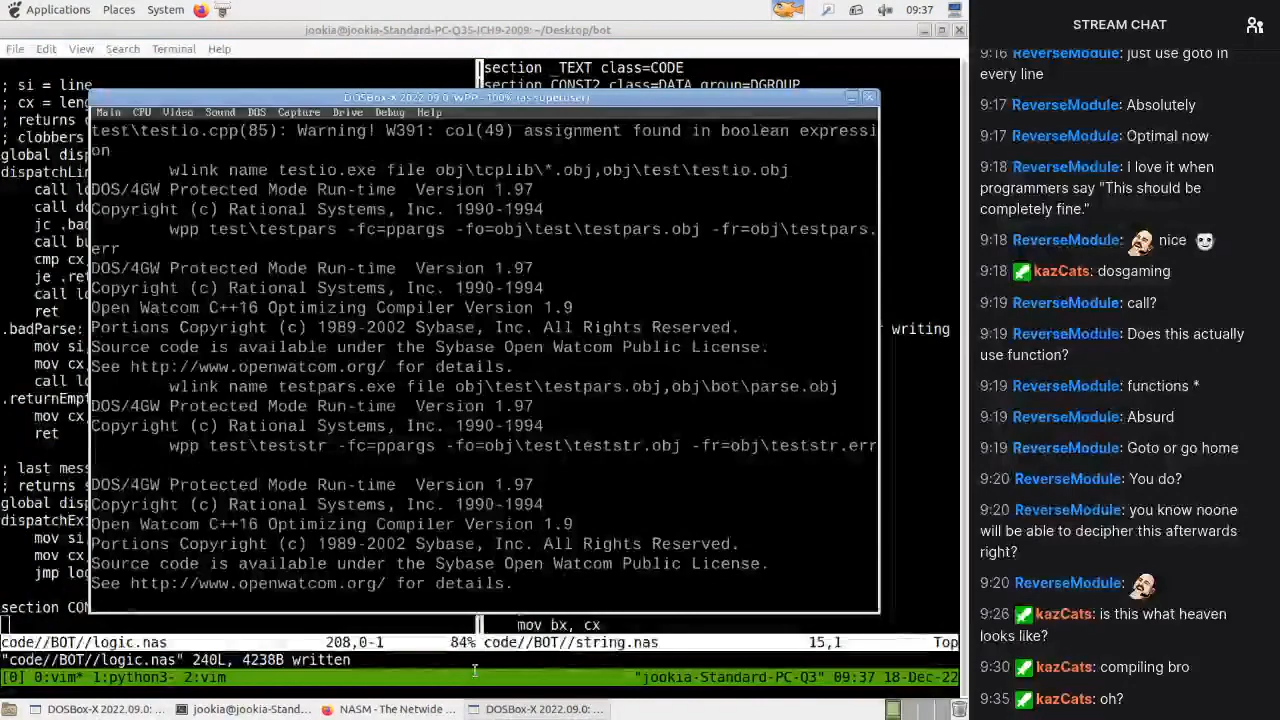 Applications Places System 09:37
jookia@jookia-Standard-PC-Q35-ICH9-2009: ~/Desktop/bot
File Edit View Search Terminal Help
; si = line
; cx = leng
; returns c
; clobbers
global disp
dispatchLin
call lo
call do
jc .bad
call bu
cmp cx,
je .ret
call lo
ret
.badParse:
mov si,
mov cx,
call lo
.returnEmpt
mov cx,
ret
; last mess
; returns s
global disp
dispatchExi
mov si,
mov cx,
jmp log
section CON
section _TEXT class=CODE
section CONST2 class=DATA group=DGROUP
r writing
mov bx, cx
DOSBox-X 2022.09.0: WPP - 100% (as superuser)
Main CPU Video Sound DOS Capture Drive Debug Help
test\testio.cpp(85): Warning! W391: col(49) assignment found in boolean expressi
on
wlink name testio.exe file obj\tcplib\*.obj,obj\test\testio.obj
DOS/4GW Protected Mode Run-time Version 1.97
Copyright (c) Rational Systems, Inc. 1990-1994
wpp test\testpars -fc=ppargs -fo=obj\test\testpars.obj -fr=obj\testpars.
err
DOS/4GW Protected Mode Run-time Version 1.97
Copyright (c) Rational Systems, Inc. 1990-1994
Open Watcom C++16 Optimizing Compiler Version 1.9
Portions Copyright (c) 1989-2002 Sybase, Inc. All Rights Reserved.
Source code is available under the Sybase Open Watcom Public License.
See http://www.openwatcom.org/ for details.
wlink name testpars.exe file obj\test\testpars.obj,obj\bot\parse.obj
DOS/4GW Protected Mode Run-time Version 1.97
Copyright (c) Rational Systems, Inc. 1990-1994
wpp test\teststr -fc=ppargs -fo=obj\test\teststr.obj -fr=obj\teststr.err
DOS/4GW Protected Mode Run-time Version 1.97
Copyright (c) Rational Systems, Inc. 1990-1994
Open Watcom C++16 Optimizing Compiler Version 1.9
Portions Copyright (c) 1989-2002 Sybase, Inc. All Rights Reserved.
Source code is available under the Sybase Open Watcom Public License.
See http://www.openwatcom.org/ for details.
code//BOT//logic.nas 208,0-1 84% code//BOT//string.nas 15,1 Top
"code//BOT//logic.nas" 240L, 4238B written
[0] 0:vim* 1:python3- 2:vim "jookia-Standard-PC-Q3" 09:37 18-Dec-22
DOSBox-X 2022.09.0: ... jookia@jookia-Stand... NASM - The Netwide ... DOSBox-X 2022.09.0: ...
STREAM CHAT
9:16 ReverseModule: just use goto in
every line
9:17 ReverseModule: Absolutely
9:17 ReverseModule: Optimal now
9:18 ReverseModule: i love it when
programmers say "This should be
completely fine."
9:18 ReverseModule: nice
9:18 kazCats: dosgaming
9:19 ReverseModule: call?
9:19 ReverseModule: Does this actually
use function?
9:19 ReverseModule: functions *
9:19 ReverseModule: Absurd
9:19 ReverseModule: Goto or go home
9:20 ReverseModule: You do?
9:20 ReverseModule: you know noone
will be able to decipher this afterwards
right?
9:20 ReverseModule:
9:26 kazCats: is this what heaven
looks like?
9:30 kazCats: compiling bro
9:35 kazCats: oh?